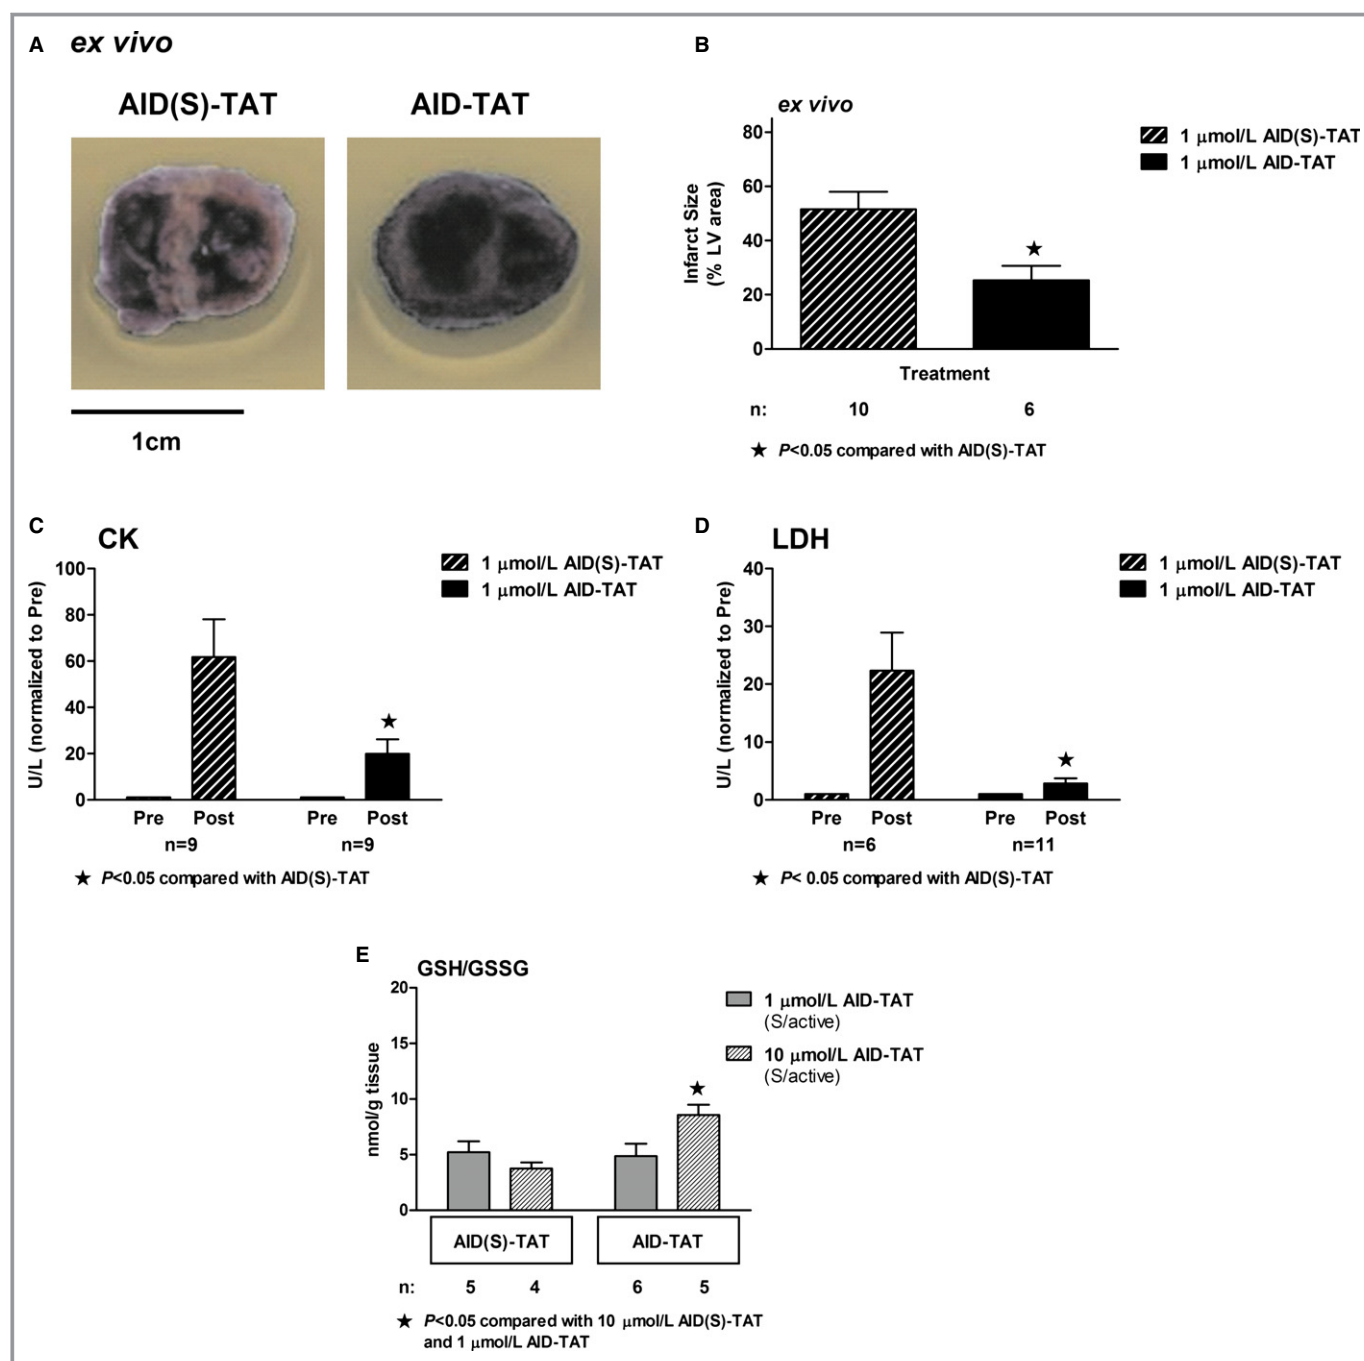 A ex vivo
AID(S)-TAT AID-TAT
1cm
B
ex vivo
Infarct Size
(% LV area)
80
60
40
20
0
★
Treatment
n: 10 6
★ P<0.05 compared with AID(S)-TAT
1 μmol/L AID(S)-TAT
1 μmol/L AID-TAT
C
CK
U/L (normalized to Pre)
100
80
60
40
20
0
★
Pre Post Pre Post
n=9 n=9
★ P<0.05 compared with AID(S)-TAT
1 μmol/L AID(S)-TAT
1 μmol/L AID-TAT
D
LDH
U/L (normalized to Pre)
40
30
20
10
0
★
Pre Post Pre Post
n=6 n=11
★ P< 0.05 compared with AID(S)-TAT
1 μmol/L AID(S)-TAT
1 μmol/L AID-TAT
E
GSH/GSSG
nmol/g tissue
20
15
10
5
0
★
AID(S)-TAT AID-TAT
n: 5 4 6 5
★ P<0.05 compared with 10 μmol/L AID(S)-TAT
and 1 μmol/L AID-TAT
1 μmol/L AID-TAT
(S/active)
10 μmol/L AID-TAT
(S/active)